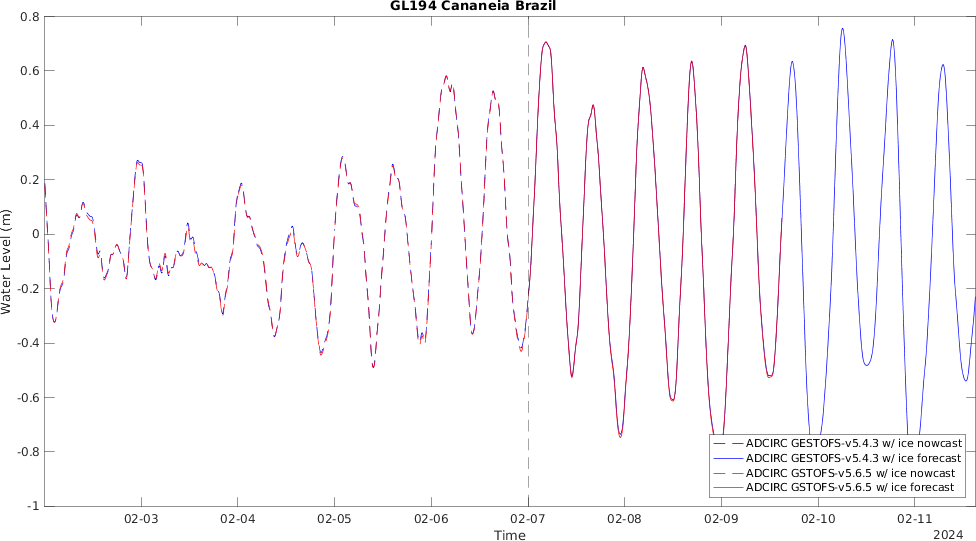 GL194 Cananeia Brazil
0.8
0.6
0.4
0.2
0
-0.2
-0.4
-0.6
-0.8
-1
Water Level (m)
ADCIRC GESTOFS-v5.4.3 w/ ice nowcast
ADCIRC GESTOFS-v5.4.3 w/ ice forecast
ADCIRC GSTOFS-v5.6.5 w/ ice nowcast
ADCIRC GSTOFS-v5.6.5 w/ ice forecast
02-03 02-04 02-05 02-06 02-07 02-08 02-09 02-10 02-11
Time
2024